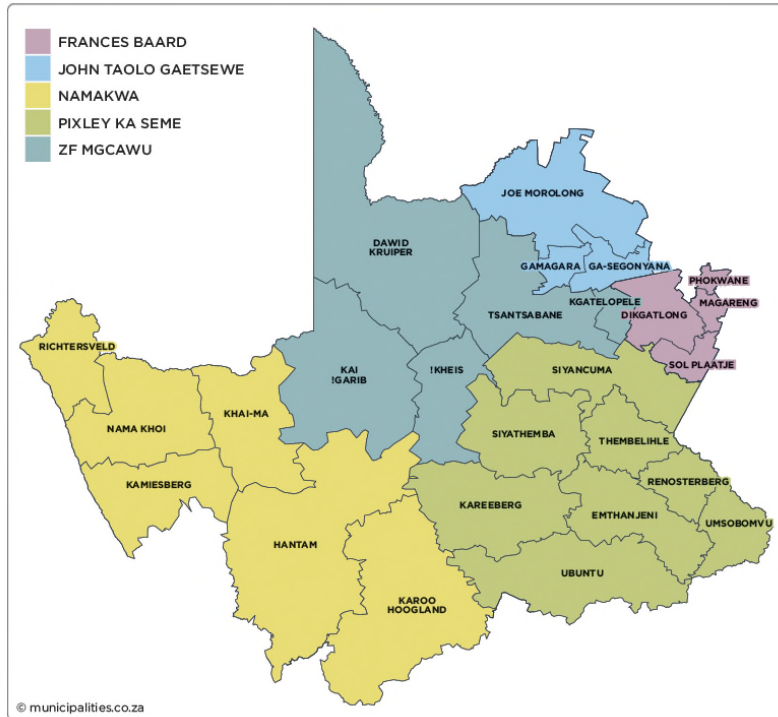 FRANCES BAARD
JOHN TAOLO GAETSEWE
NAMAKWA
PIXLEY KA SEME
ZF MGCAWU
JOE MOROLONG
DAWID
KRUIPER
GAMAGARA
GA-SEGONYANA
PHOKWANE
KGATELOPELE
MAGARENG
TSANTSABANE
DIKGATLONG
RICHTERSVELD
SOL PLAATJE
KAI
!GARIB
!KHEIS
SIYANCUMA
KHAI-MA
NAMA KHOI
SIYATHEMBA
THEMBELIHLE
KAMIESBERG
RENOSTERBERG
KAREEBERG
EMTHANJENI
UMSOBOMVU
HANTAM
UBUNTU
KAROO
HOOGLAND
© municipalities.co.za